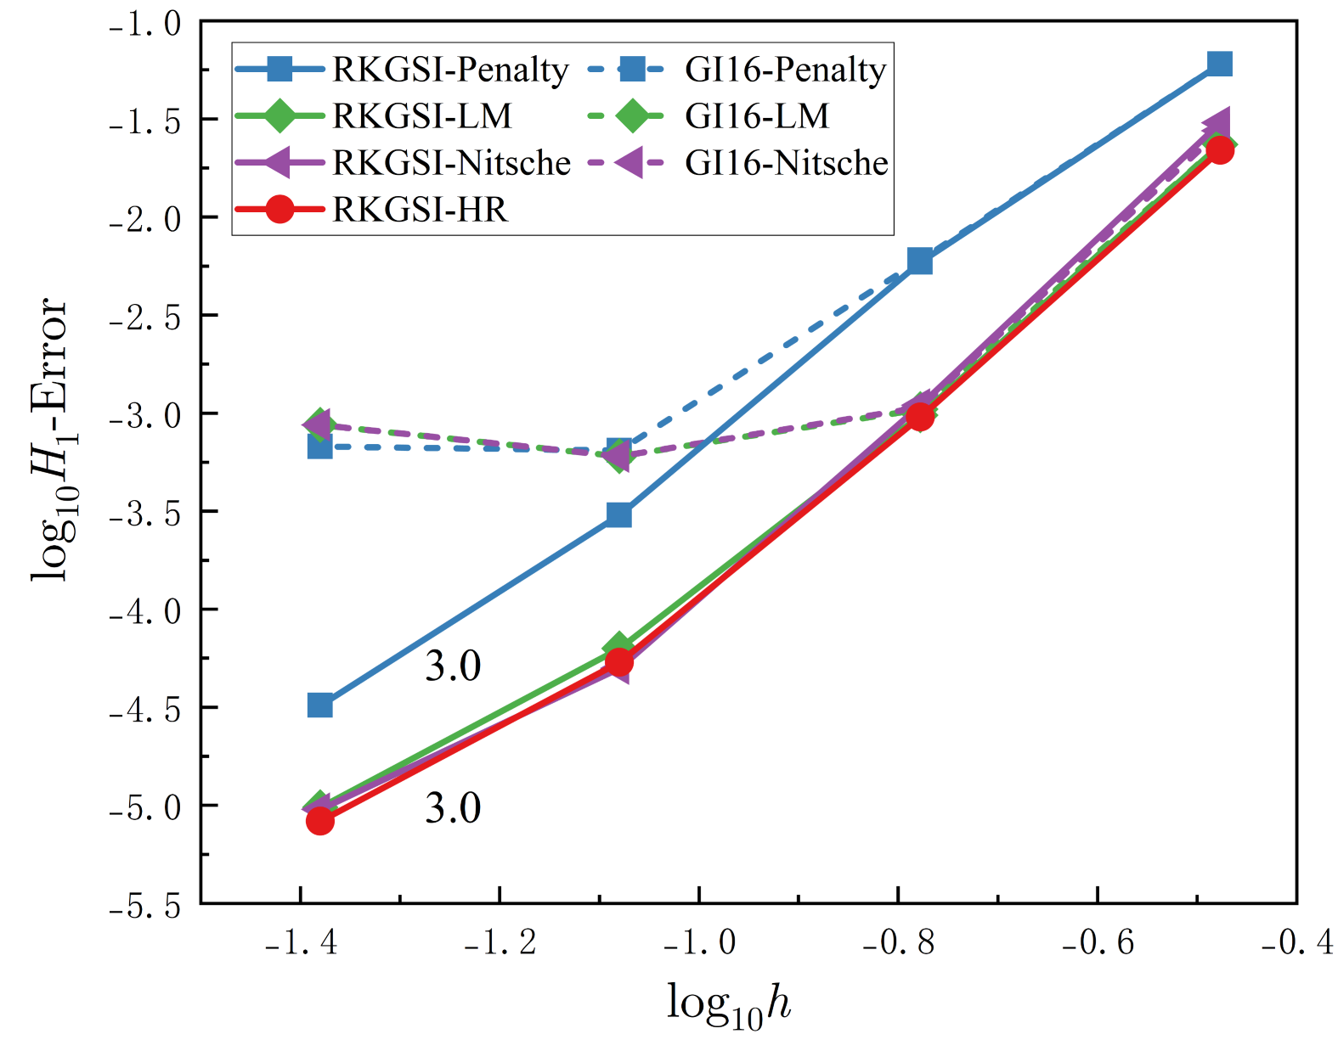 -1.0
-1.5
-2.0
-2.5
-3.0
-3.5
-4.0
-4.5
-5.0
-5.5
log10H1-Error
RKGSI-Penalty GI16-Penalty
RKGSI-LM GI16-LM
RKGSI-Nitsche GI16-Nitsche
RKGSI-HR
3.0
3.0
-1.4 -1.2 -1.0 -0.8 -0.6 -0.4
log10h